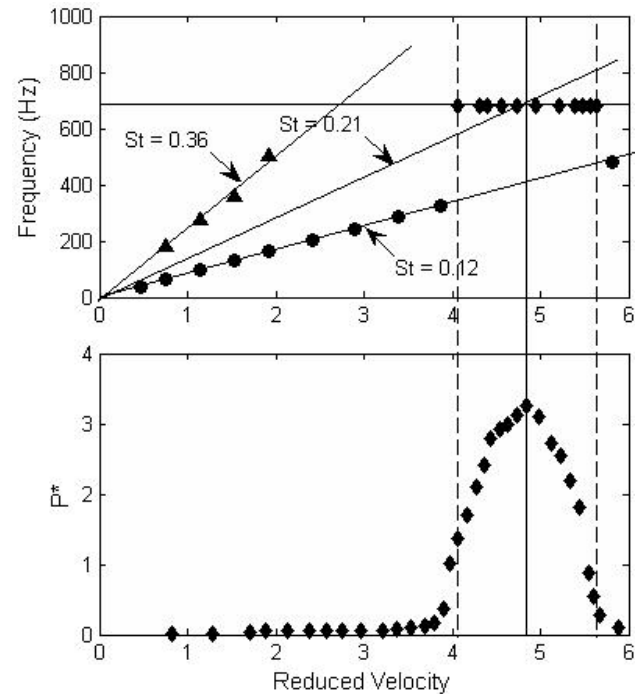 1000
800
600
400
200
0
Frequency (Hz)
St = 0.36
St = 0.21
St = 0.12
0 1 2 3 4 5 6
4
3
2
1
0
P*
0 1 2 3 4 5 6
Reduced Velocity